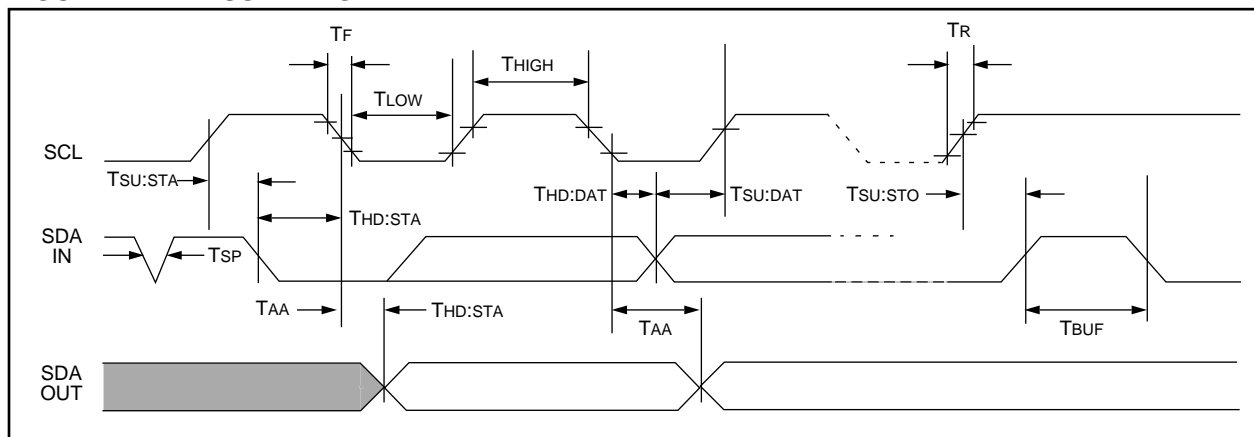 TF
TR
THIGH
TLOW
SCL
TSU:STA
THD:DAT
TSU:DAT
TSU:STO
THD:STA
SDA
IN
TSP
TAA
THD:STA
TAA
TBUF
SDA
OUT